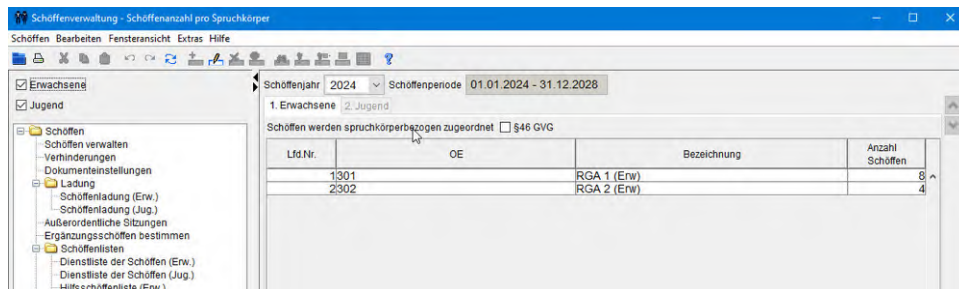 Schöffenverwaltung - Schöffenanzahl pro Spruchkörper
Schöffen Bearbeiten Fensteransicht Extras Hilfe
Erwachsene
Jugend
Schöffen
Schöffen verwalten
Verhinderungen
Dokumenteinstellungen
Ladung
Schöffenladung (Erw.)
Schöffenladung (Jug.)
Außerordentliche Sitzungen
Ergänzungsschöffen bestimmen
Schöffenlisten
Dienstliste der Schöffen (Erw.)
Dienstliste der Schöffen (Jug.)
Hilfsschöffenliste (Erw.)
Schöffenjahr 2024 Schöffenperiode 01.01.2024 - 31.12.2028
1. Erwachsene 2. Jugend
Schöffen werden spruchkörperbezogen zugeordnet §46 GVG
Lfd.Nr. OE Bezeichnung Anzahl Schöffen
1 301 RGA 1 (Erw) 8
2 302 RGA 2 (Erw) 4